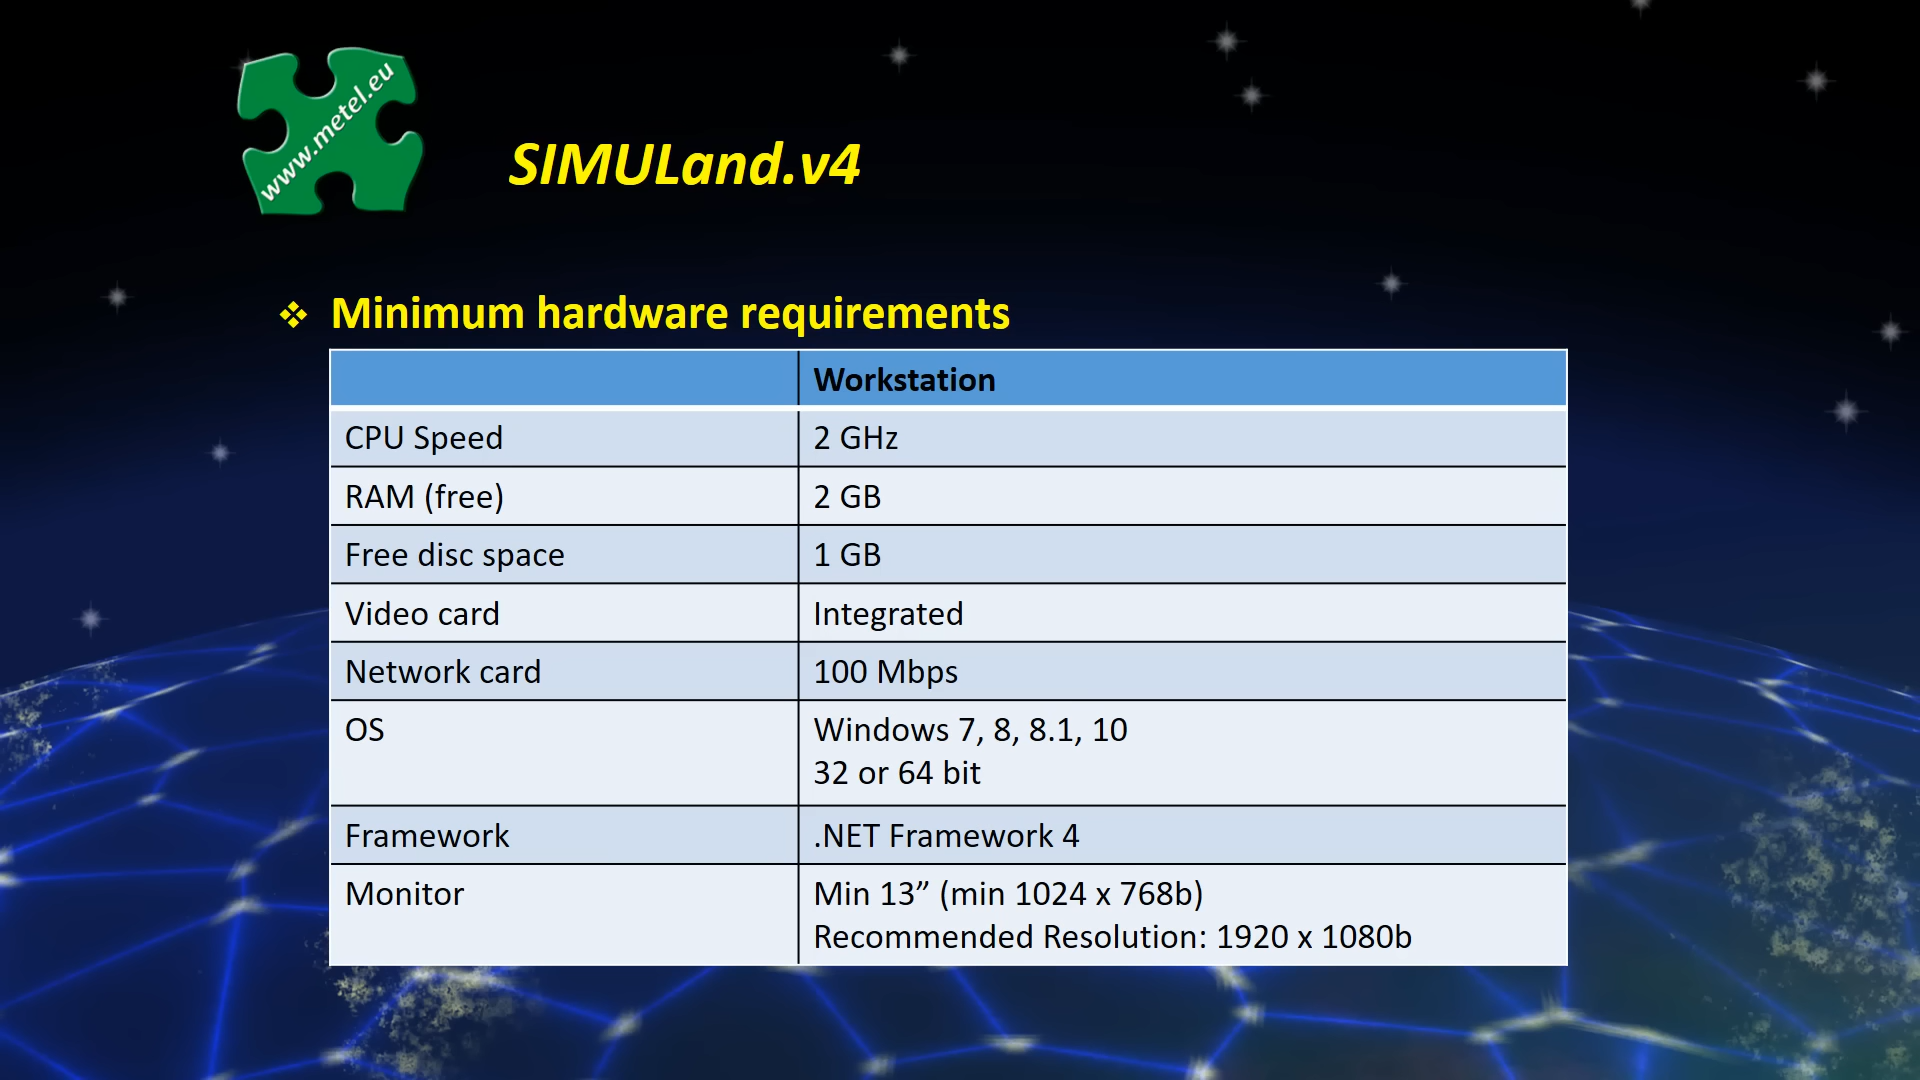 www.metel.eu
SIMULand.v4
❖ Minimum hardware requirements
Workstation
CPU Speed 2 GHz
RAM (free) 2 GB
Free disc space 1 GB
Video card Integrated
Network card 100 Mbps
OS Windows 7, 8, 8.1, 10
32 or 64 bit
Framework .NET Framework 4
Monitor Min 13” (min 1024 x 768b)
Recommended Resolution: 1920 x 1080b